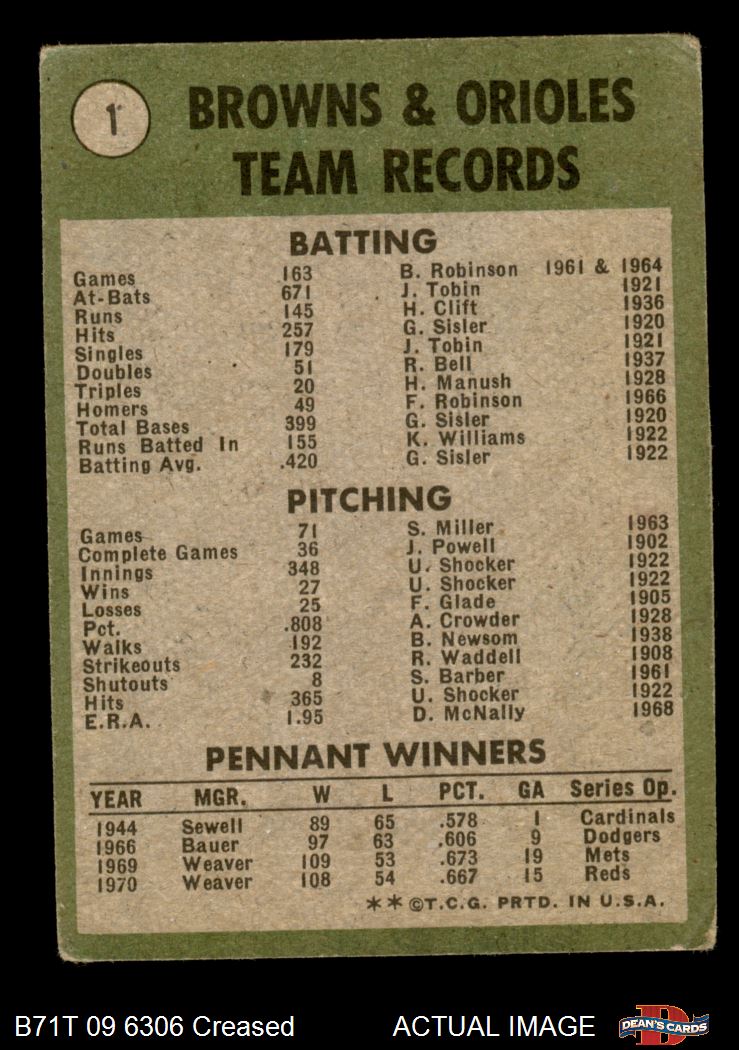 1
BROWNS & ORIOLES
TEAM RECORDS
BATTING
Games 163 B. Robinson 1961 & 1964
At-Bats 671 J. Tobin 1921
Runs 145 H. Clift 1936
Hits 257 G. Sisler 1920
Singles 179 J. Tobin 1921
Doubles 51 R. Bell 1937
Triples 20 H. Manush 1928
Homers 49 F. Robinson 1966
Total Bases 399 G. Sisler 1920
Runs Batted In 155 K. Williams 1922
Batting Avg. .420 G. Sisler 1922
PITCHING
Games 71 S. Miller 1963
Complete Games 36 J. Powell 1902
Innings 348 U. Shocker 1922
Wins 27 U. Shocker 1922
Losses 25 F. Glade 1905
Pct. .808 A. Crowder 1928
Walks 192 B. Newsom 1938
Strikeouts 232 R. Waddell 1908
Shutouts 8 S. Barber 1961
Hits 365 U. Shocker 1922
E.R.A. 1.95 D. McNally 1968
PENNANT WINNERS
YEAR MGR. W L PCT. GA Series Op.
1944 Sewell 89 65 .578 1 Cardinals
1966 Bauer 97 63 .606 9 Dodgers
1969 Weaver 109 53 .673 19 Mets
1970 Weaver 108 54 .667 15 Reds
**©T.C.G. PRTD. IN U.S.A.
B71T 09 6306 Creased ACTUAL IMAGE D DEAN'S CARDS